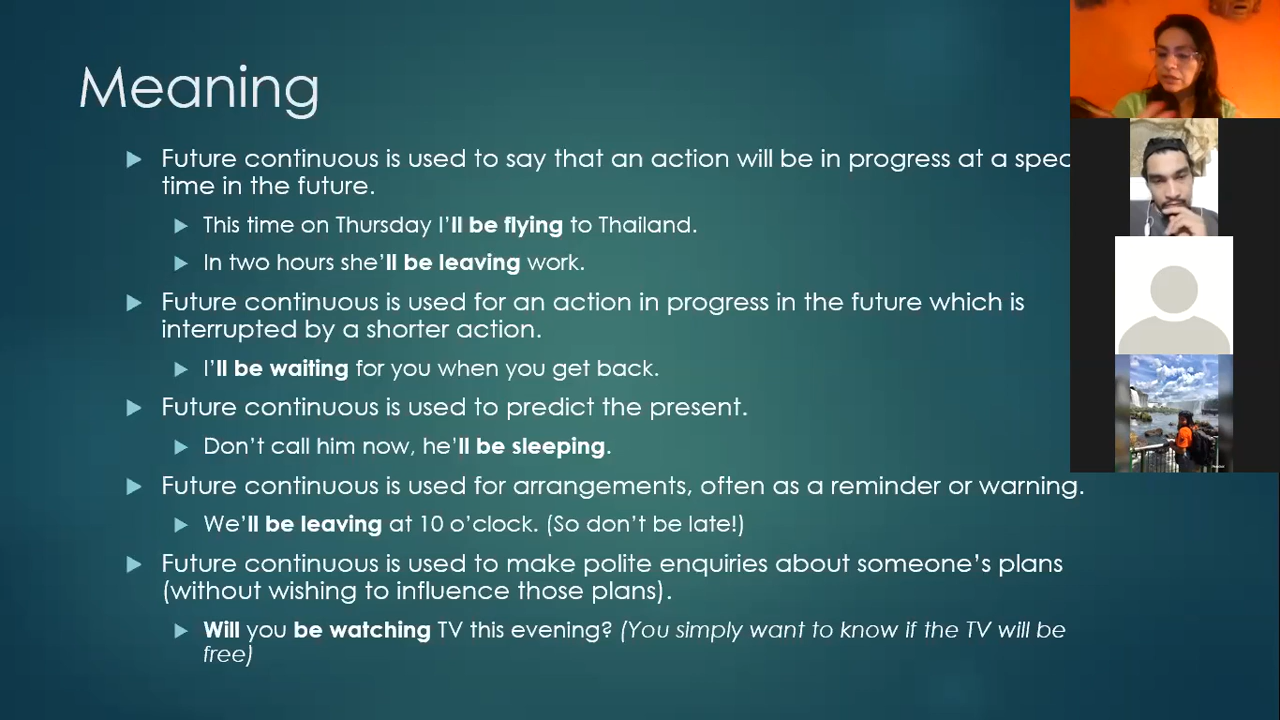 Meaning
Future continuous is used to say that an action will be in progress at a spec
time in the future.
This time on Thursday I'll be flying to Thailand.
In two hours she'll be leaving work.
Future continuous is used for an action in progress in the future which is
interrupted by a shorter action.
I'll be waiting for you when you get back.
Future continuous is used to predict the present.
Don't call him now, he'll be sleeping.
Future continuous is used for arrangements, often as a reminder or warning.
We'll be leaving at 10 o'clock. (So don't be late!)
Future continuous is used to make polite enquiries about someone's plans
(without wishing to influence those plans).
Will you be watching TV this evening? (You simply want to know if the TV will be
free)